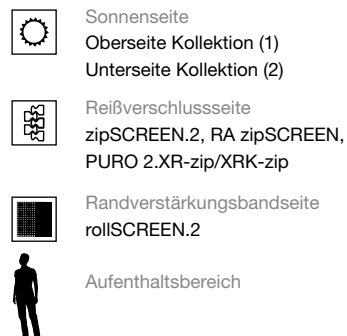 Sonnenseite
Oberseite Kollektion (1)
Unterseite Kollektion (2)
Reißverschlussseite
zipSCREEN.2, RA zipSCREEN,
PURO 2.XR-zip/XRK-zip
Randverstärkungsbandseite
rollSCREEN.2
Aufenthaltsbereich